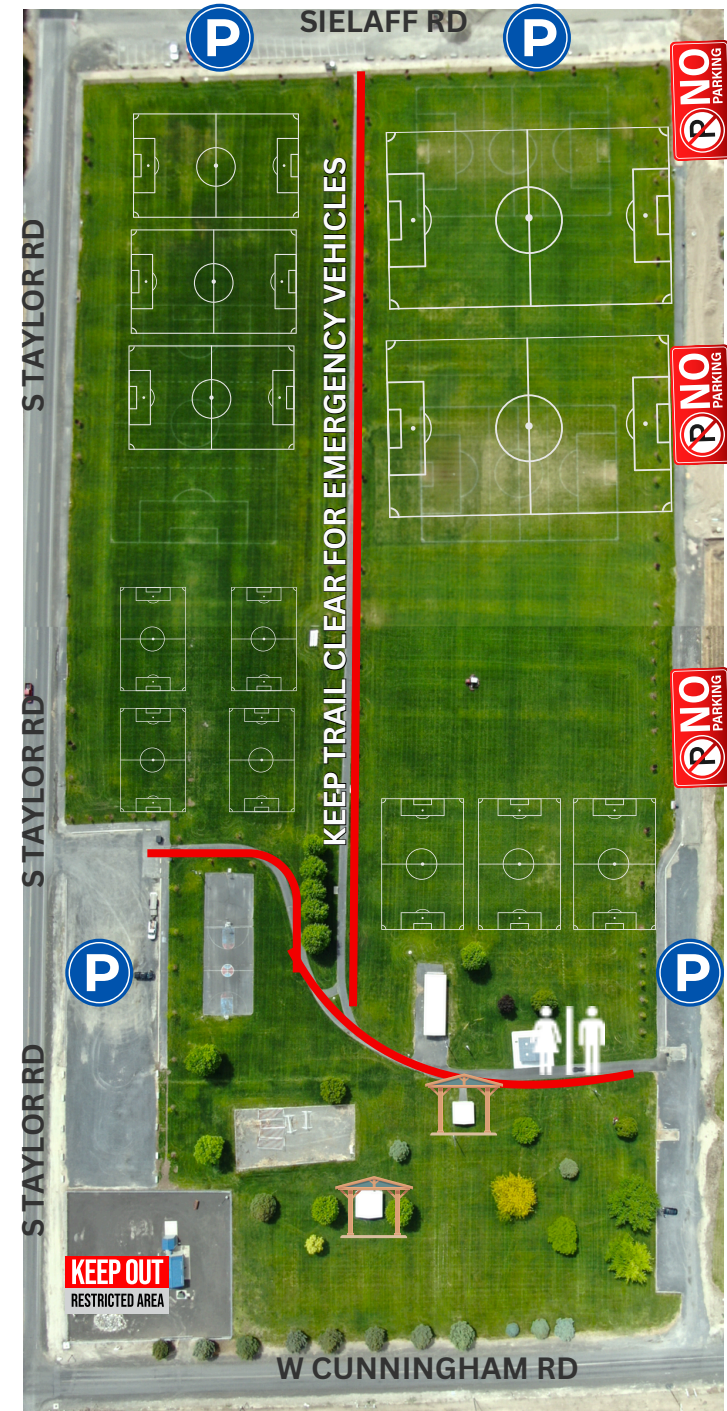 SIELAFF RD
P
P
NO
PARKING
P
S TAYLOR RD
KEEP TRAIL CLEAR FOR EMERGENCY VEHICLES
NO
PARKING
P
S TAYLOR RD
NO
PARKING
P
P
P
S TAYLOR RD
KEEP OUT
RESTRICTED AREA
W CUNNINGHAM RD